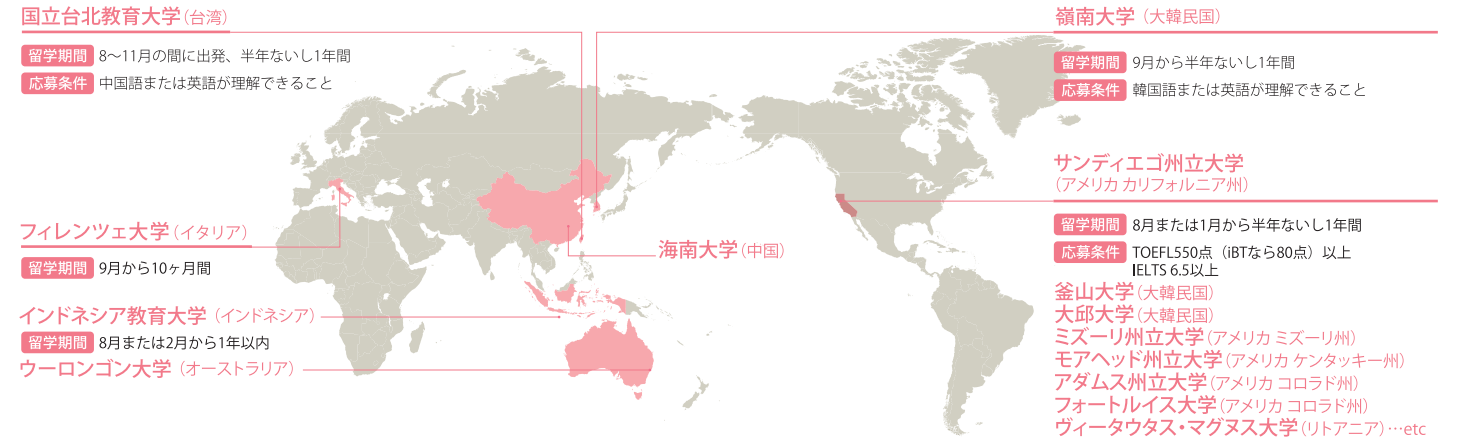 国立台北教育大学(台湾)
留学期間 8〜11月の間に出発、半年ないし1年間
応募条件 中国語または英語が理解できること
フィレンツェ大学(イタリア)
留学期間 9月から10ヶ月間
インドネシア教育大学(インドネシア)
留学期間 8月または2月から1年以内
ウーロンゴン大学(オーストラリア)
海南大学(中国)
嶺南大学(大韓民国)
留学期間 9月から半年ないし1年間
応募条件 韓国語または英語が理解できること
サンディエゴ州立大学
(アメリカ カリフォルニア州)
留学期間 8月または1月から半年ないし1年間
応募条件 TOEFL550点(iBTなら80点)以上
IELTS 6.5以上
釜山大学(大韓民国)
大邱大学(大韓民国)
ミズーリ州立大学(アメリカ ミズーリ州)
モアヘッド州立大学(アメリカ ケンタッキー州)
アダムス州立大学(アメリカ コロラド州)
フォートルイス大学(アメリカ コロラド州)
ヴィータウタス・マグヌス大学(リトアニア)…etc